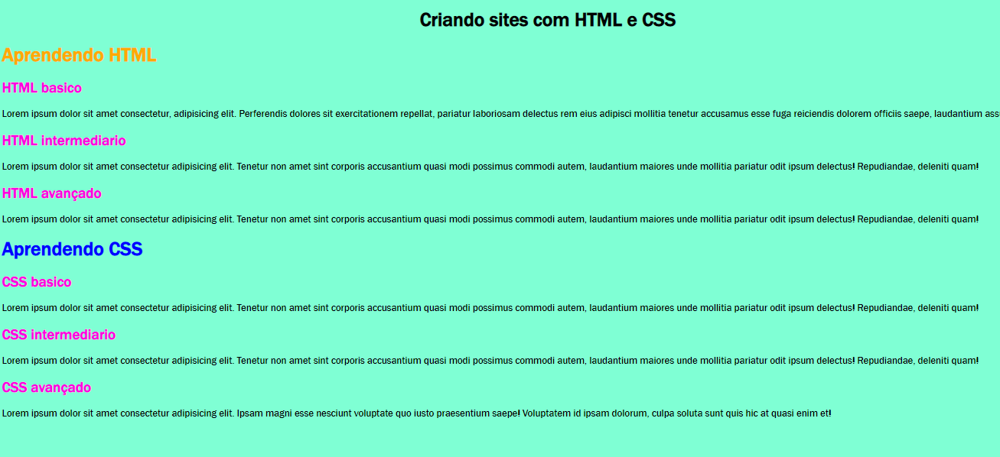 Criando sites com HTML e CSS
Aprendendo HTML
HTML basico
Lorem ipsum dolor sit amet consectetur, adipisicing elit. Perferendis dolores sit exercitationem repellat, pariatur laboriosam delectus rem eius adipisci mollitia tenetur accusamus esse fuga reiciendis dolorem officiis saepe, laudantium
HTML intermediario
Lorem ipsum dolor sit amet consectetur adipisicing elit. Tenetur non amet sint corporis accusantium quasi modi possimus commodi autem, laudantium maiores unde mollitia pariatur odit ipsum delectus! Repudiandae, deleniti quam!
HTML avançado
Lorem ipsum dolor sit amet consectetur adipisicing elit. Tenetur non amet sint corporis accusantium quasi modi possimus commodi autem, laudantium maiores unde mollitia pariatur odit ipsum delectus! Repudiandae, deleniti quam!
Aprendendo CSS
CSS basico
Lorem ipsum dolor sit amet consectetur adipisicing elit. Tenetur non amet sint corporis accusantium quasi modi possimus commodi autem, laudantium maiores unde mollitia pariatur odit ipsum delectus! Repudiandae, deleniti quam!
CSS intermediario
Lorem ipsum dolor sit amet consectetur adipisicing elit. Tenetur non amet sint corporis accusantium quasi modi possimus commodi autem, laudantium maiores unde mollitia pariatur odit ipsum delectus! Repudiandae, deleniti quam!
CSS avançado
Lorem ipsum dolor sit amet consectetur adipisicing elit. Ipsam magni esse nesciunt voluptate quo iusto praesentium saepe! Voluptatem id ipsam dolorum, culpa soluta sunt quis hic at quasi enim et!